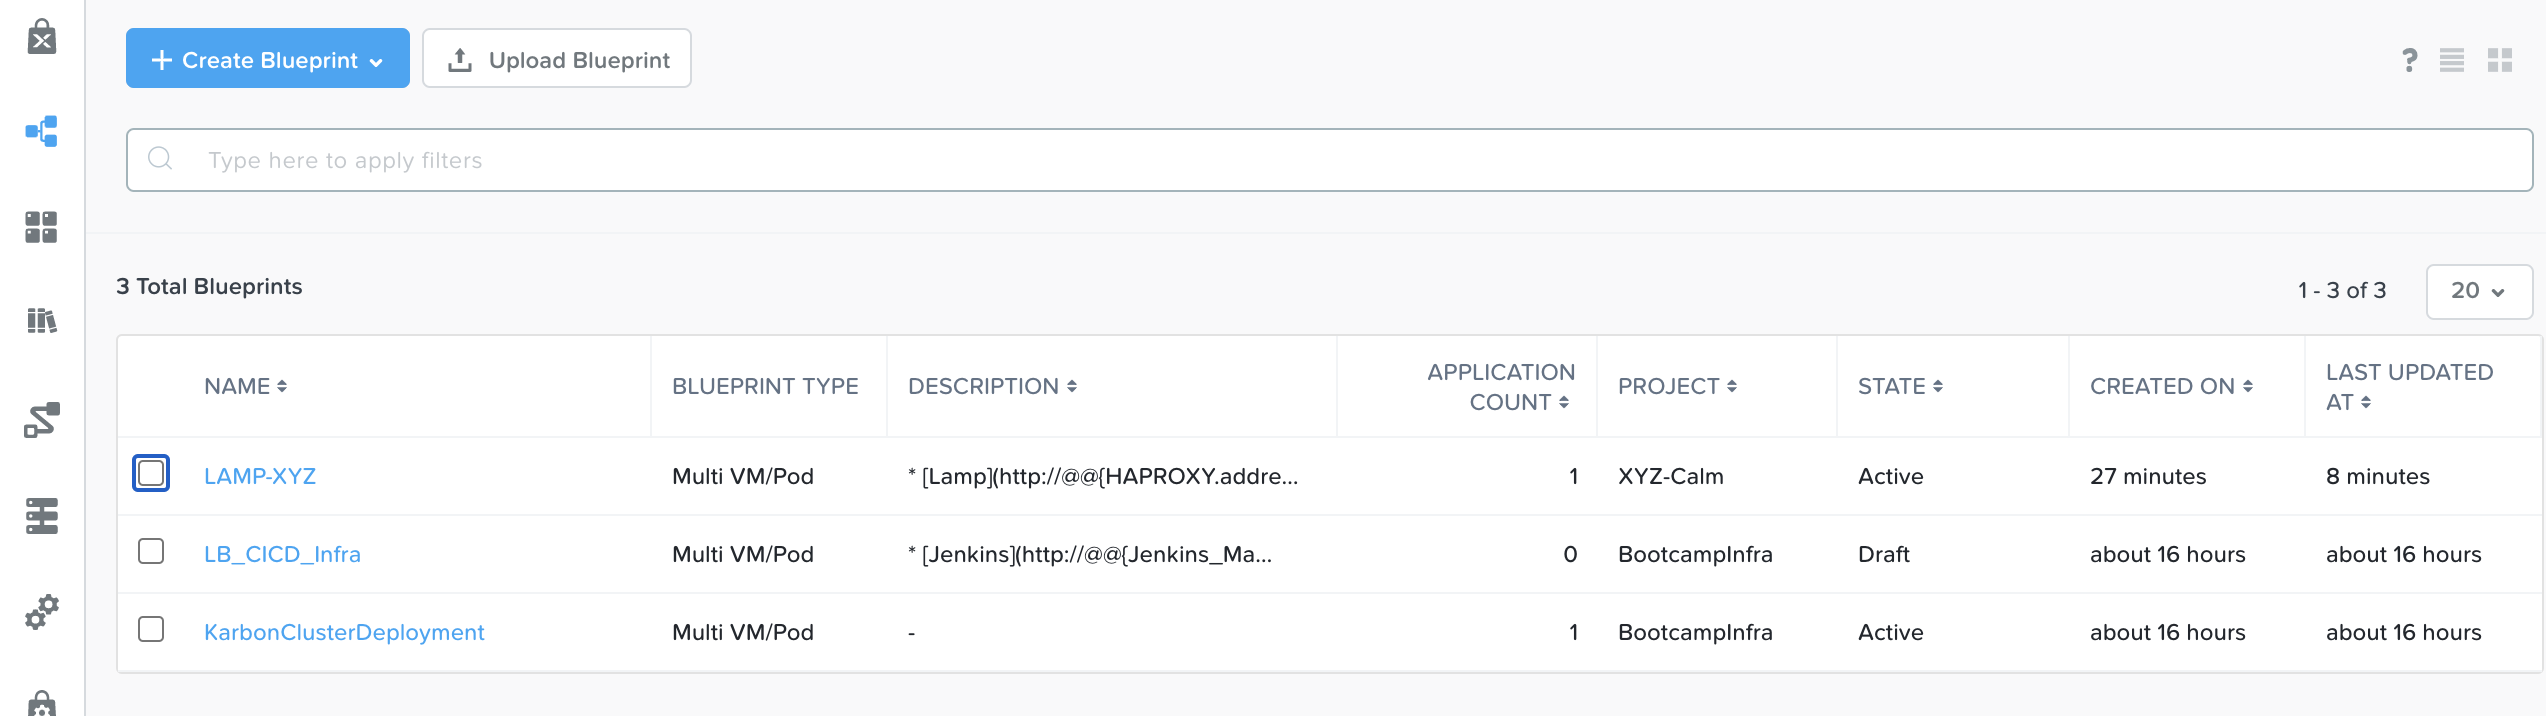 Create Blueprint
Upload Blueprint
?
Type here to apply filters
3 Total Blueprints
1 - 3 of 3
20
NAME BLUEPRINT TYPE DESCRIPTION APPLICATION COUNT PROJECT STATE CREATED ON LAST UPDATED AT
LAMP-XYZ Multi VM/Pod * [Lamp](http://@@{HAPROXY.addre... 1 XYZ-Calm Active 27 minutes 8 minutes
LB_CICD_Infra Multi VM/Pod * [Jenkins](http://@@{Jenkins_Ma... 0 BootcampInfra Draft about 16 hours about 16 hours
KarbonClusterDeployment Multi VM/Pod - 1 BootcampInfra Active about 16 hours about 16 hours